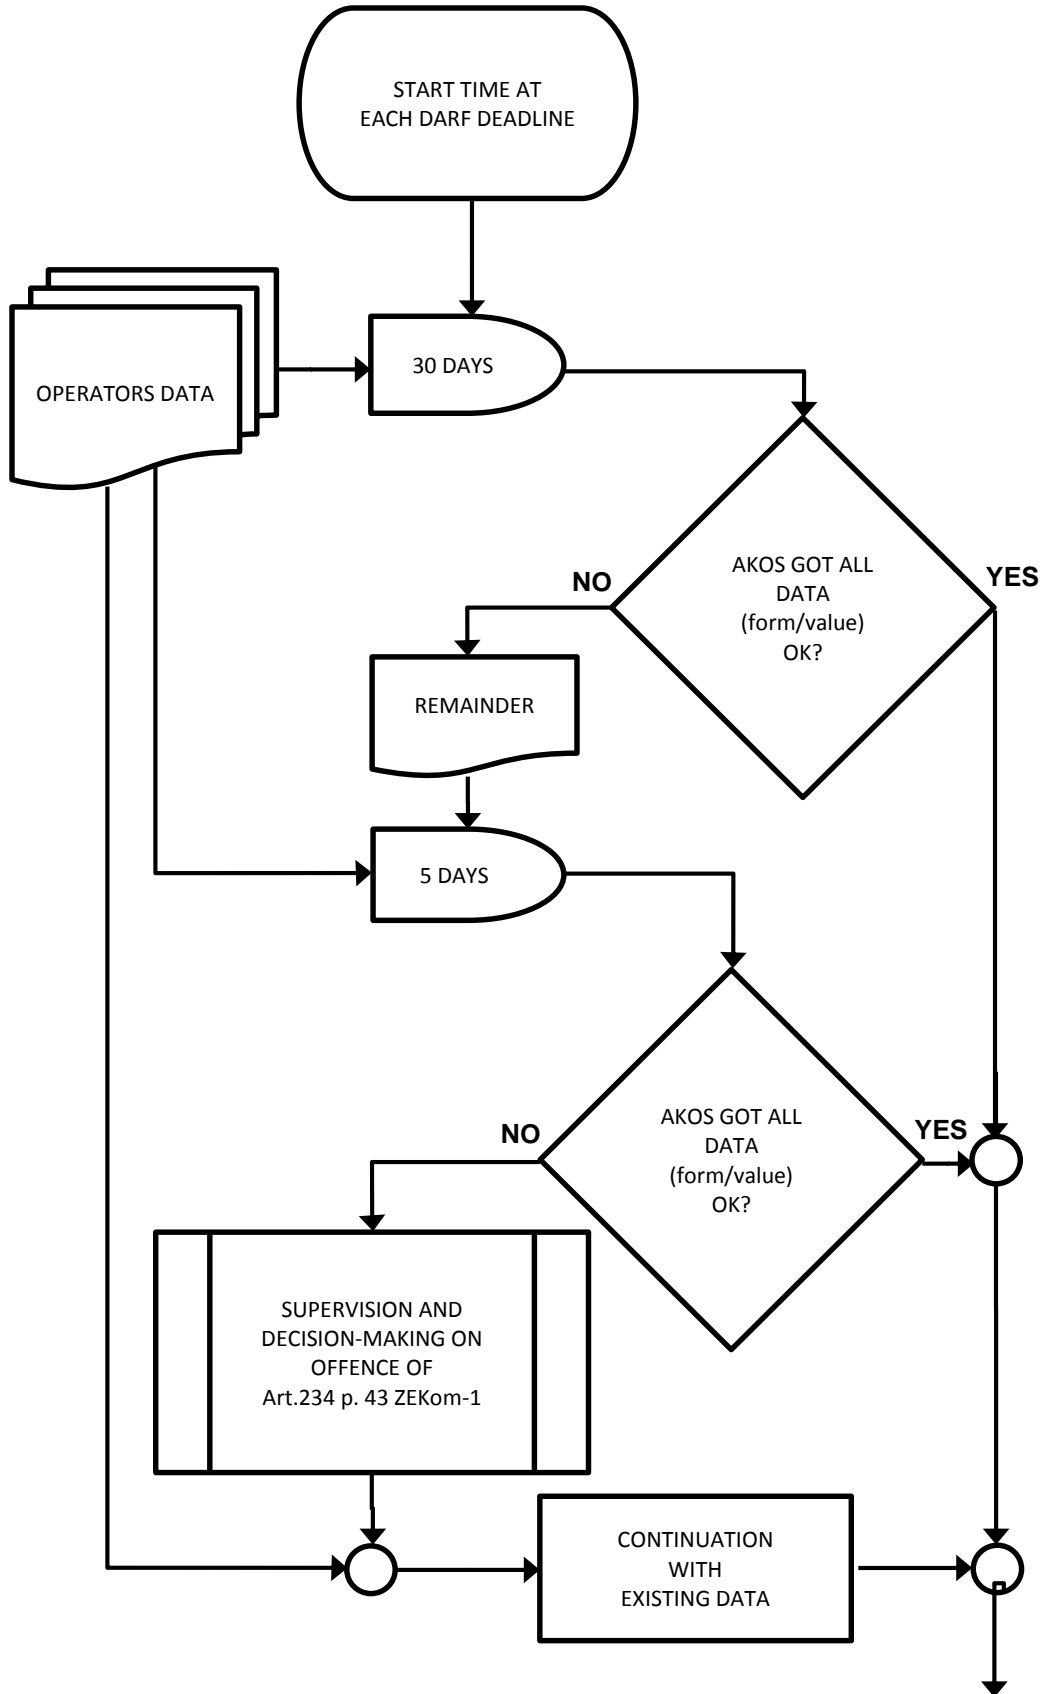 START TIME AT
EACH DARF DEADLINE
30 DAYS
OPERATORS DATA
AKOS GOT ALL
DATA
(form/value)
OK?
NO
YES
REMAINDER
5 DAYS
AKOS GOT ALL
DATA
(form/value)
OK?
NO
YES
SUPERVISION AND
DECISION-MAKING ON
OFFENCE OF
Art.234 p. 43 ZEKom-1
CONTINUATION
WITH
EXISTING DATA